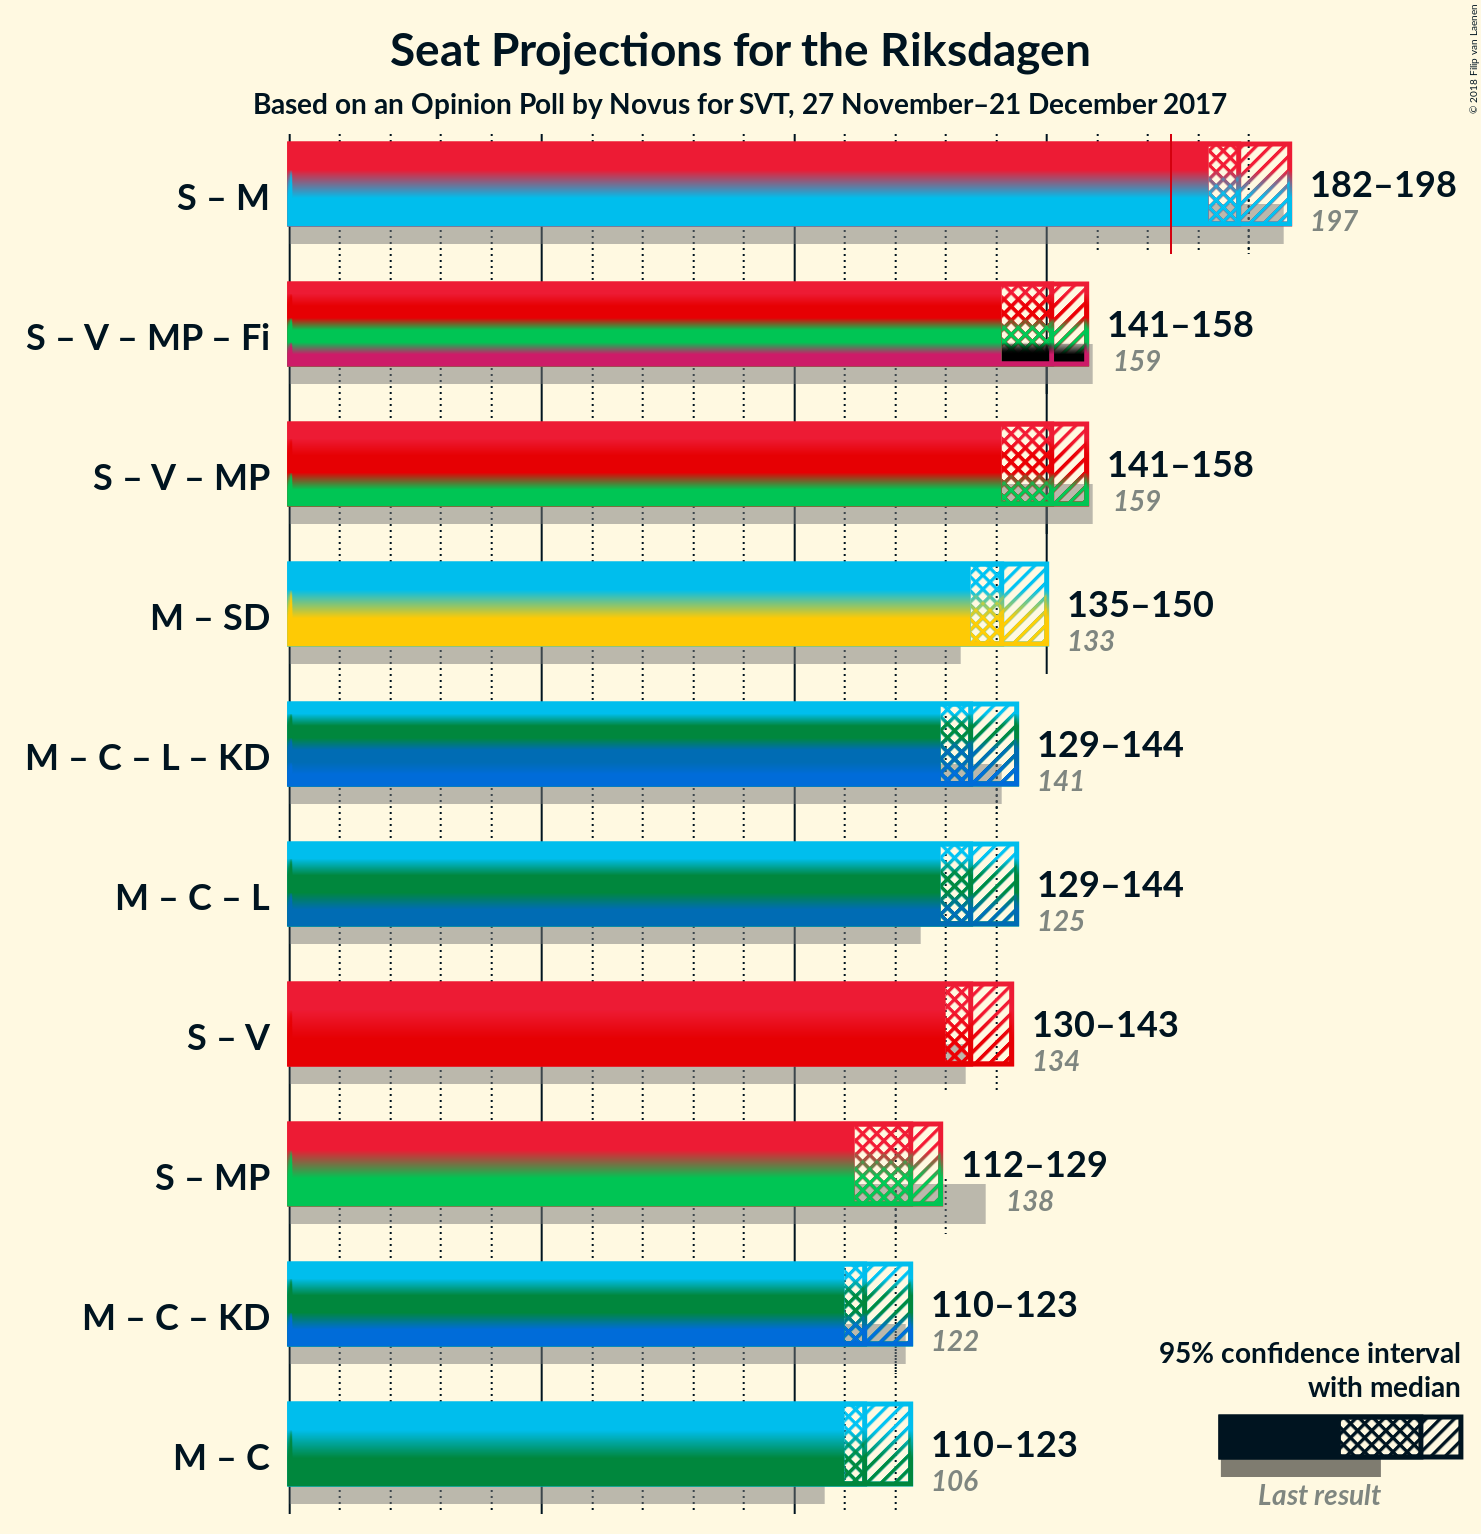 Seat Projections for the Riksdagen
Based on an Opinion Poll by Novus for SVT, 27 November–21 December 2017
© 2018 Filip van Laenen
S – M
182–198
197
S – V – MP – Fi
141–158
159
S – V – MP
141–158
159
M – SD
135–150
133
M – C – L – KD
129–144
141
M – C – L
129–144
125
S – V
130–143
134
S – MP
112–129
138
M – C – KD
110–123
122
M – C
110–123
106
95% confidence interval
with median
Last result